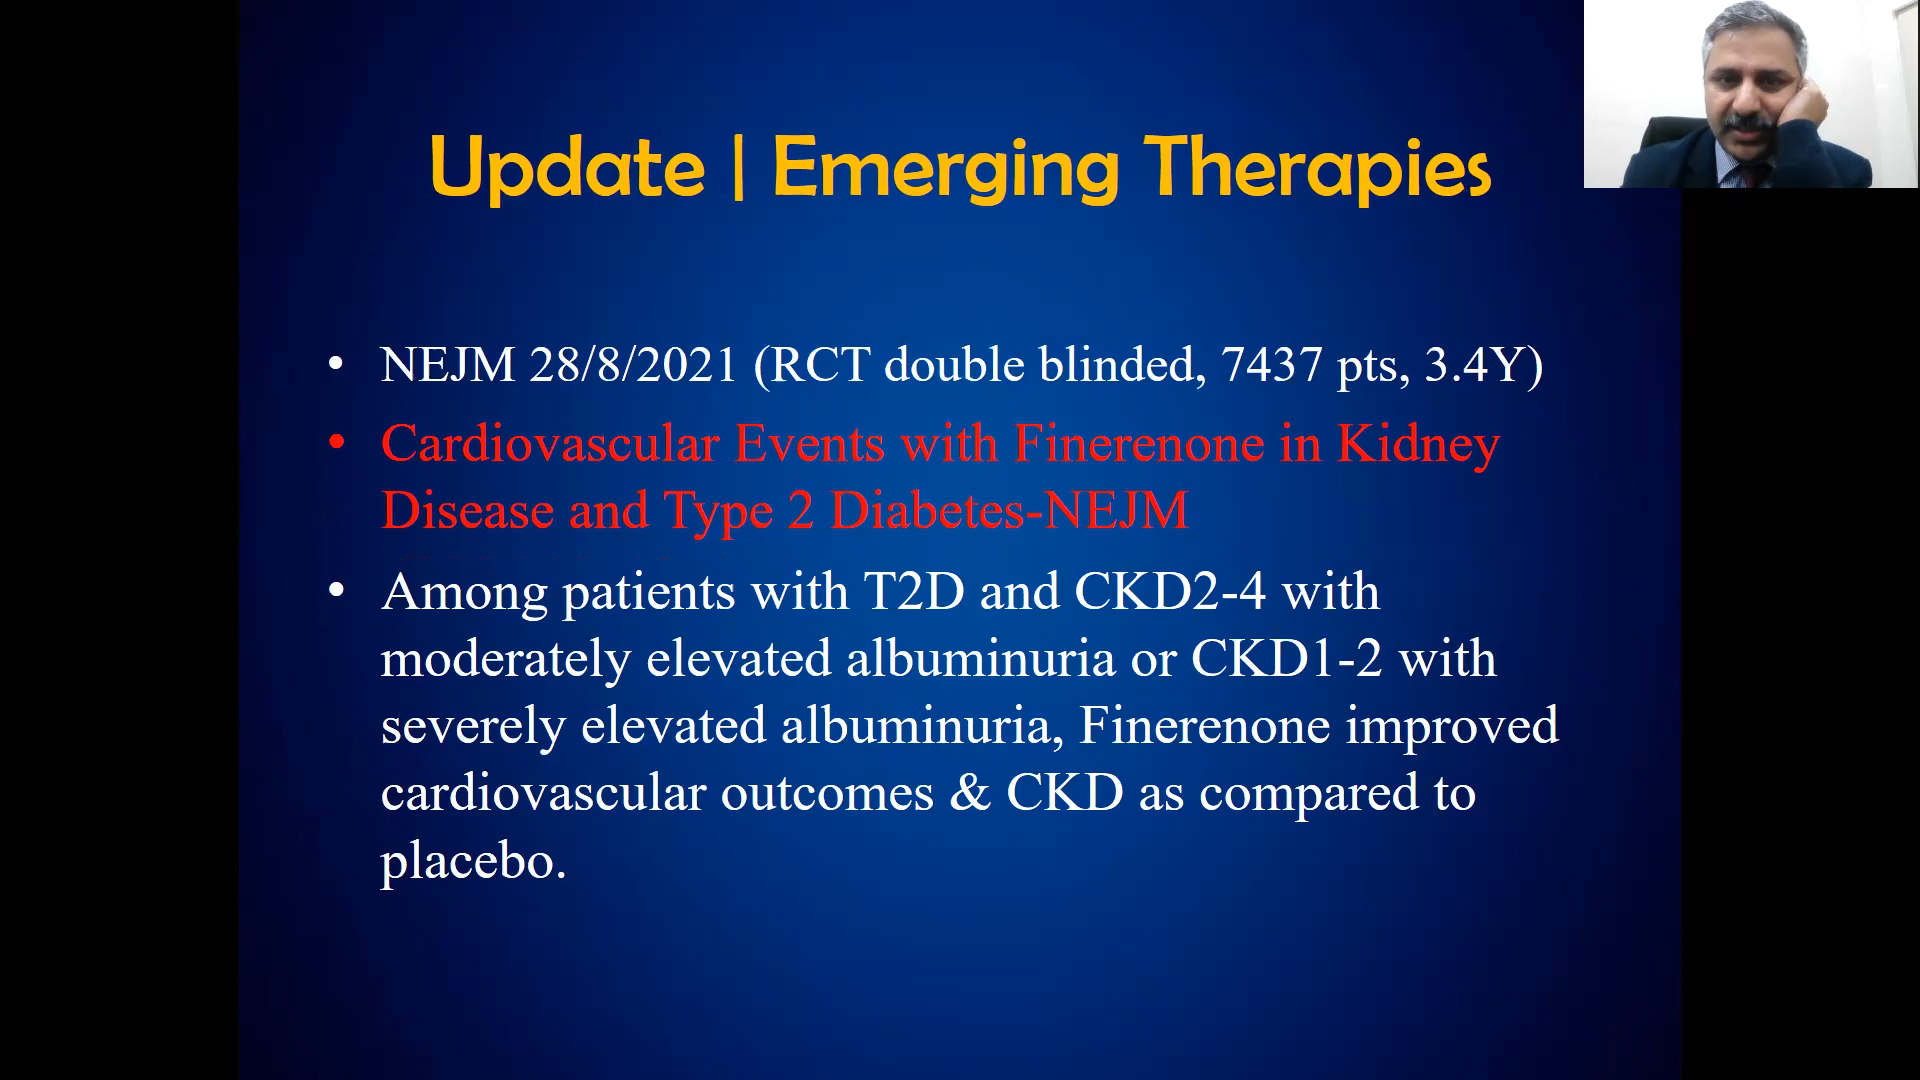 Update | Emerging Therapies
• NEJM 28/8/2021 (RCT double blinded, 7437 pts, 3.4Y)
• Cardiovascular Events with Finerenone in Kidney
Disease and Type 2 Diabetes-NEJM
• Among patients with T2D and CKD2-4 with
moderately elevated albuminuria or CKD1-2 with
severely elevated albuminuria, Finerenone improved
cardiovascular outcomes & CKD as compared to
placebo.